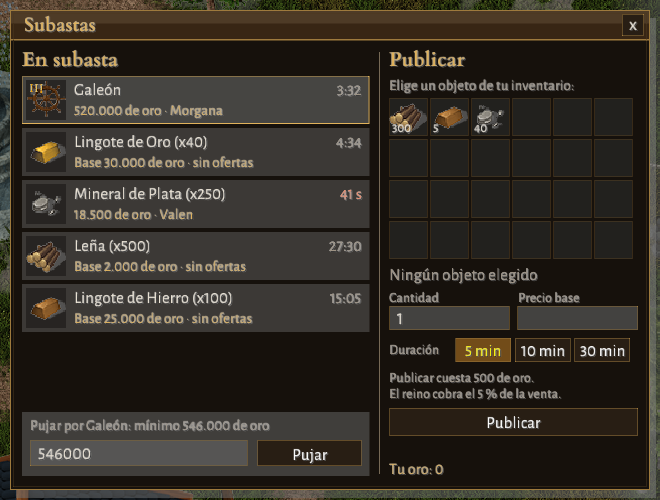 Subastas
x
En subasta
III
Galeón
3:32
520.000 de oro · Morgana
Lingote de Oro (x40)
4:34
Base 30.000 de oro · sin ofertas
Mineral de Plata (x250)
41 s
18.500 de oro · Valen
Leña (x500)
27:30
Base 2.000 de oro · sin ofertas
Lingote de Hierro (x100)
15:05
Base 25.000 de oro · sin ofertas
Pujar por Galeón: mínimo 546.000 de oro
546000
Pujar
Publicar
Elige un objeto de tu inventario:
300 5 40
Ningún objeto elegido
Cantidad Precio base
1
Duración 5 min 10 min 30 min
Publicar cuesta 500 de oro.
El reino cobra el 5 % de la venta.
Publicar
Tu oro: 0